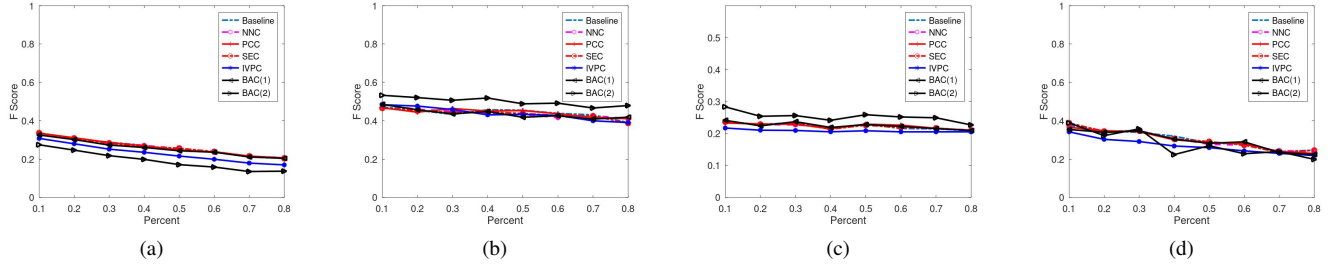 1
0.8
0.6
0.4
0.2
0
F Score
0.1 0.2 0.3 0.4 0.5 0.6 0.7 0.8
Percent
Baseline
NNC
PCC
SEC
IVPC
BAC(1)
BAC(2)
(a)
1
0.8
0.6
0.4
0.2
0
F Score
0.1 0.2 0.3 0.4 0.5 0.6 0.7 0.8
Percent
Baseline
NNC
PCC
SEC
IVPC
BAC(1)
BAC(2)
(b)
0.5
0.4
0.3
0.2
0.1
0
F Score
0.1 0.2 0.3 0.4 0.5 0.6 0.7 0.8
Percent
Baseline
NNC
PCC
SEC
IVPC
BAC(1)
BAC(2)
(c)
1
0.8
0.6
0.4
0.2
0
F Score
0.1 0.2 0.3 0.4 0.5 0.6 0.7 0.8
Percent
Baseline
NNC
PCC
SEC
IVPC
BAC(1)
BAC(2)
(d)